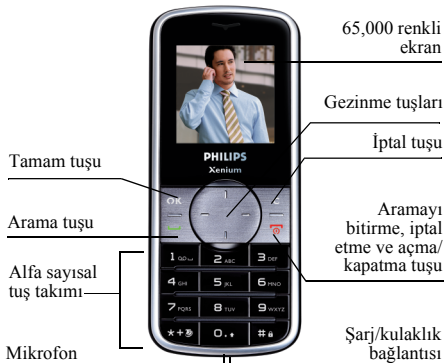 65,000 renkli
ekran
Gezinme tuşları
İptal tuşu
PHILIPS
Xenium
Tamam tuşu
OK
C
Arama tuşu
Aramayı
bitirme, iptal
etme ve açma/
kapatma tuşu
Alfa sayısal
tuş takımı
1
2 ABC
3 DEF
4 GHI
5 JKL
6 MNO
7 PQRS
8 TUV
9 WXYZ
*+
0.
#
Mikrofon
Şarj/kulaklık
bağlantısı